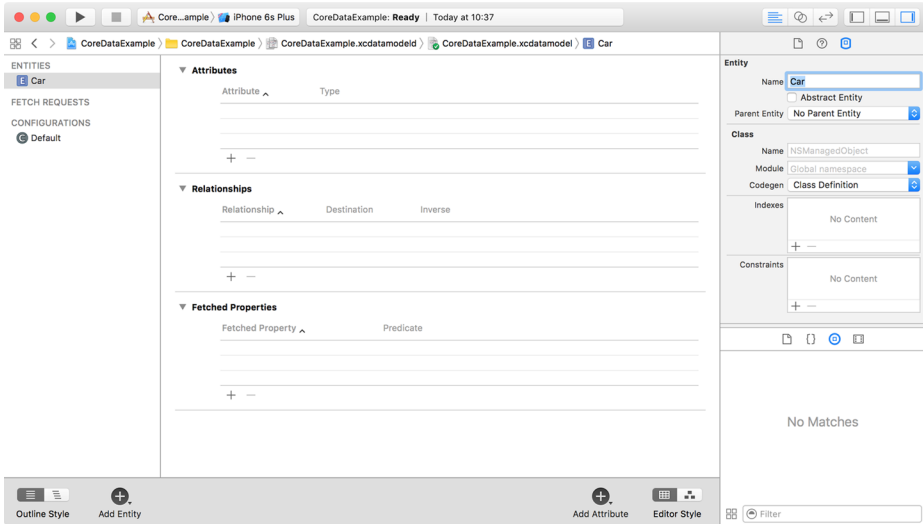 Core...ample iPhone 6s Plus CoreDataExample: Ready | Today at 10:37
CoreDataExample CoreDataExample CoreDataExample.xcdatamodeld CoreDataExample.xcdatamodel E Car
ENTITIES
E Car
FETCH REQUESTS
CONFIGURATIONS
C Default
Attributes
Attribute Type
+ −
Relationships
Relationship Destination Inverse
+ −
Fetched Properties
Fetched Property Predicate
+ −
Outline Style
Add Entity
Add Attribute
Editor Style
Entity
Name Car
Abstract Entity
Parent Entity No Parent Entity
Class
Name NSManagedObject
Module Global namespace
Codegen Class Definition
Indexes
No Content
+ −
Constraints
No Content
+ −
{}
No Matches
Filter